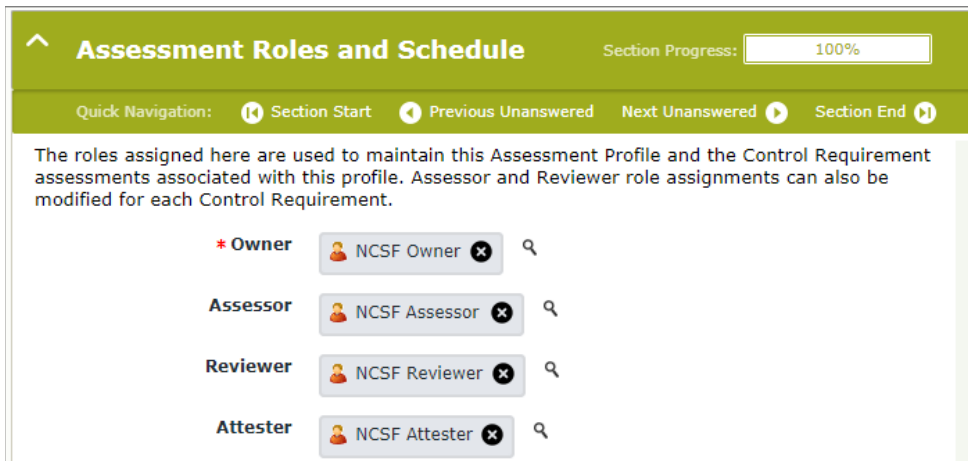 Assessment Roles and Schedule Section Progress: 100%
Quick Navigation: Section Start Previous Unanswered Next Unanswered Section End
The roles assigned here are used to maintain this Assessment Profile and the Control Requirement
assessments associated with this profile. Assessor and Reviewer role assignments can also be
modified for each Control Requirement.
* Owner NCSF Owner
Assessor NCSF Assessor
Reviewer NCSF Reviewer
Attester NCSF Attester